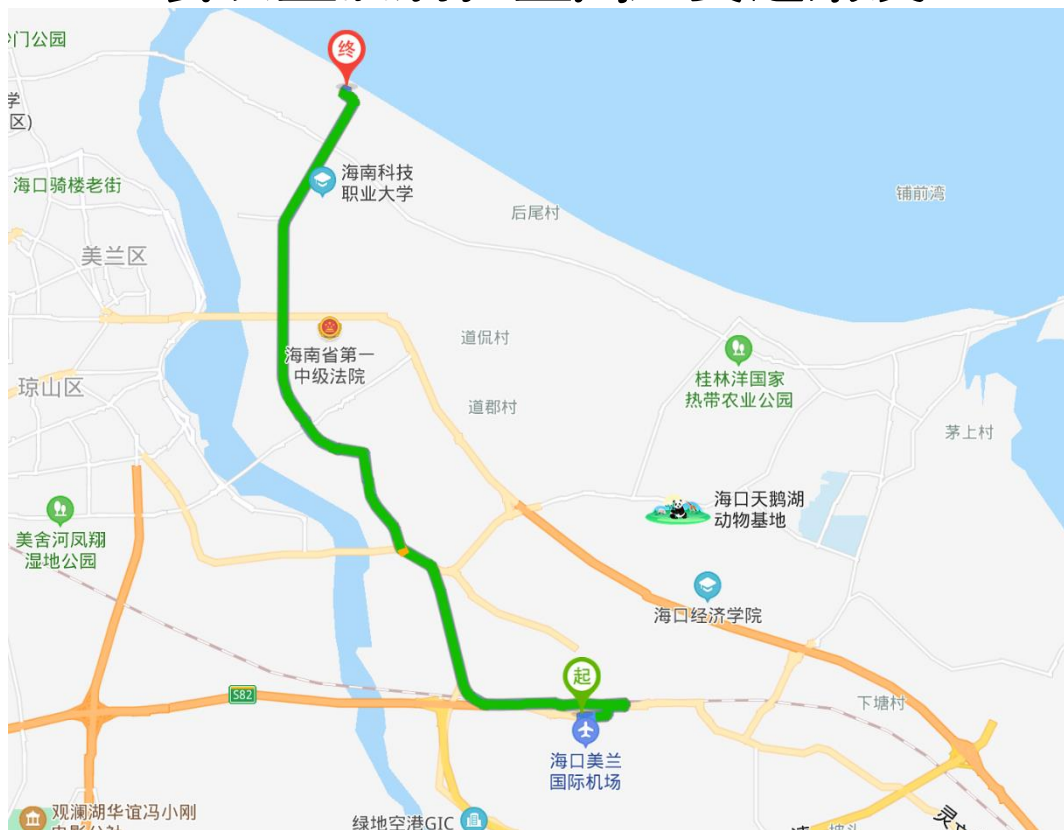 门公园
终
学
区)
海南科技
职业大学
海口骑楼老街
铺前湾
后尾村
美兰区
道侃村
海南省第一
中级法院
桂林洋国家
热带农业公园
琼山区
道郡村
茅上村
海口天鹅湖
动物基地
美舍河凤翔
湿地公园
海口经济学院
起
S82
下塘村
海口美兰
国际机场
观澜湖华谊冯小刚
绿地空港GIC